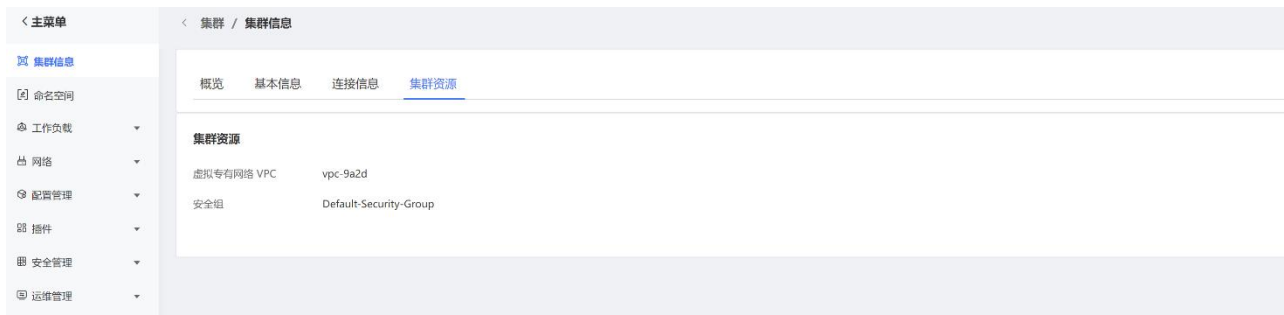 主菜单
集群 / 集群信息
集群信息
命名空间
工作负载
网络
配置管理
插件
安全管理
运维管理
概览 基本信息 连接信息 集群资源
集群资源
虚拟专有网络 VPC vpc-9a2d
安全组 Default-Security-Group